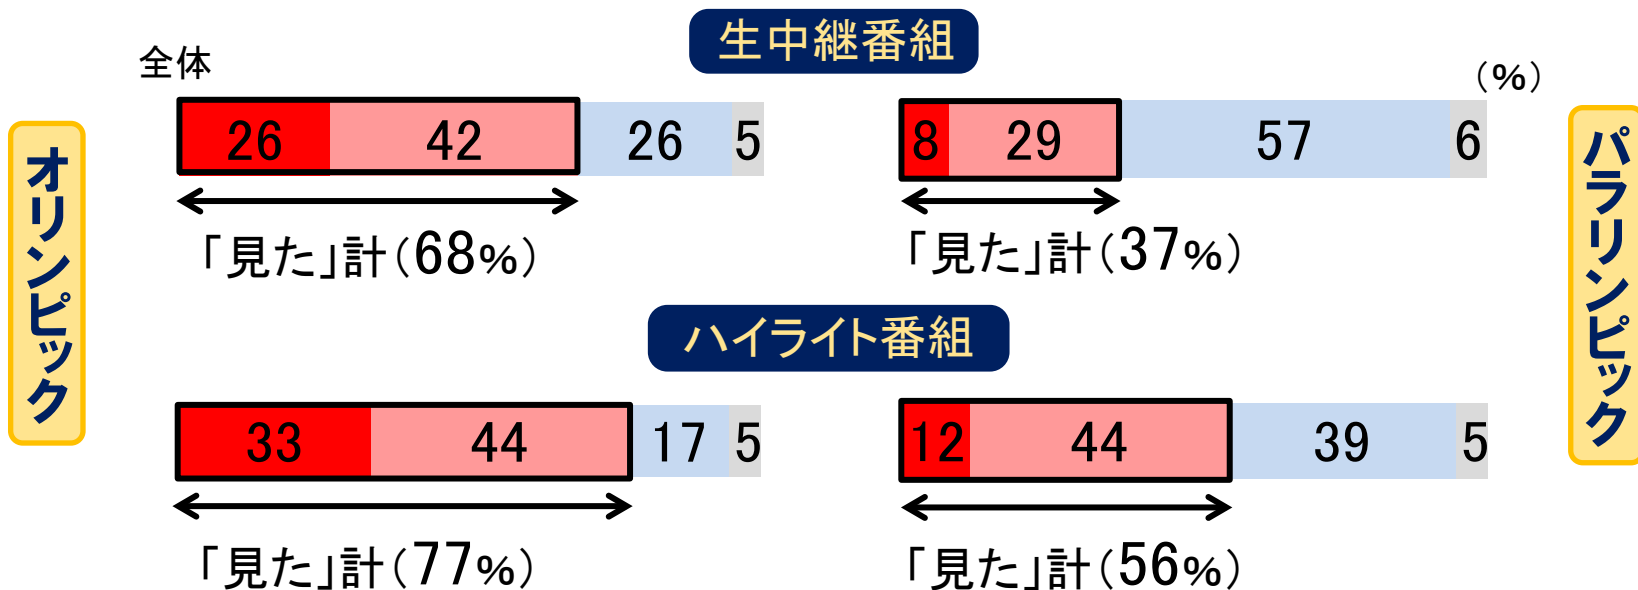 生中継番組
全体
(%)
オリンピック
26 42 26 5
8 29 57 6
パラリンピック
「見た」計(68%)
「見た」計(37%)
ハイライト番組
33 44 17 5
12 44 39 5
「見た」計(77%)
「見た」計(56%)